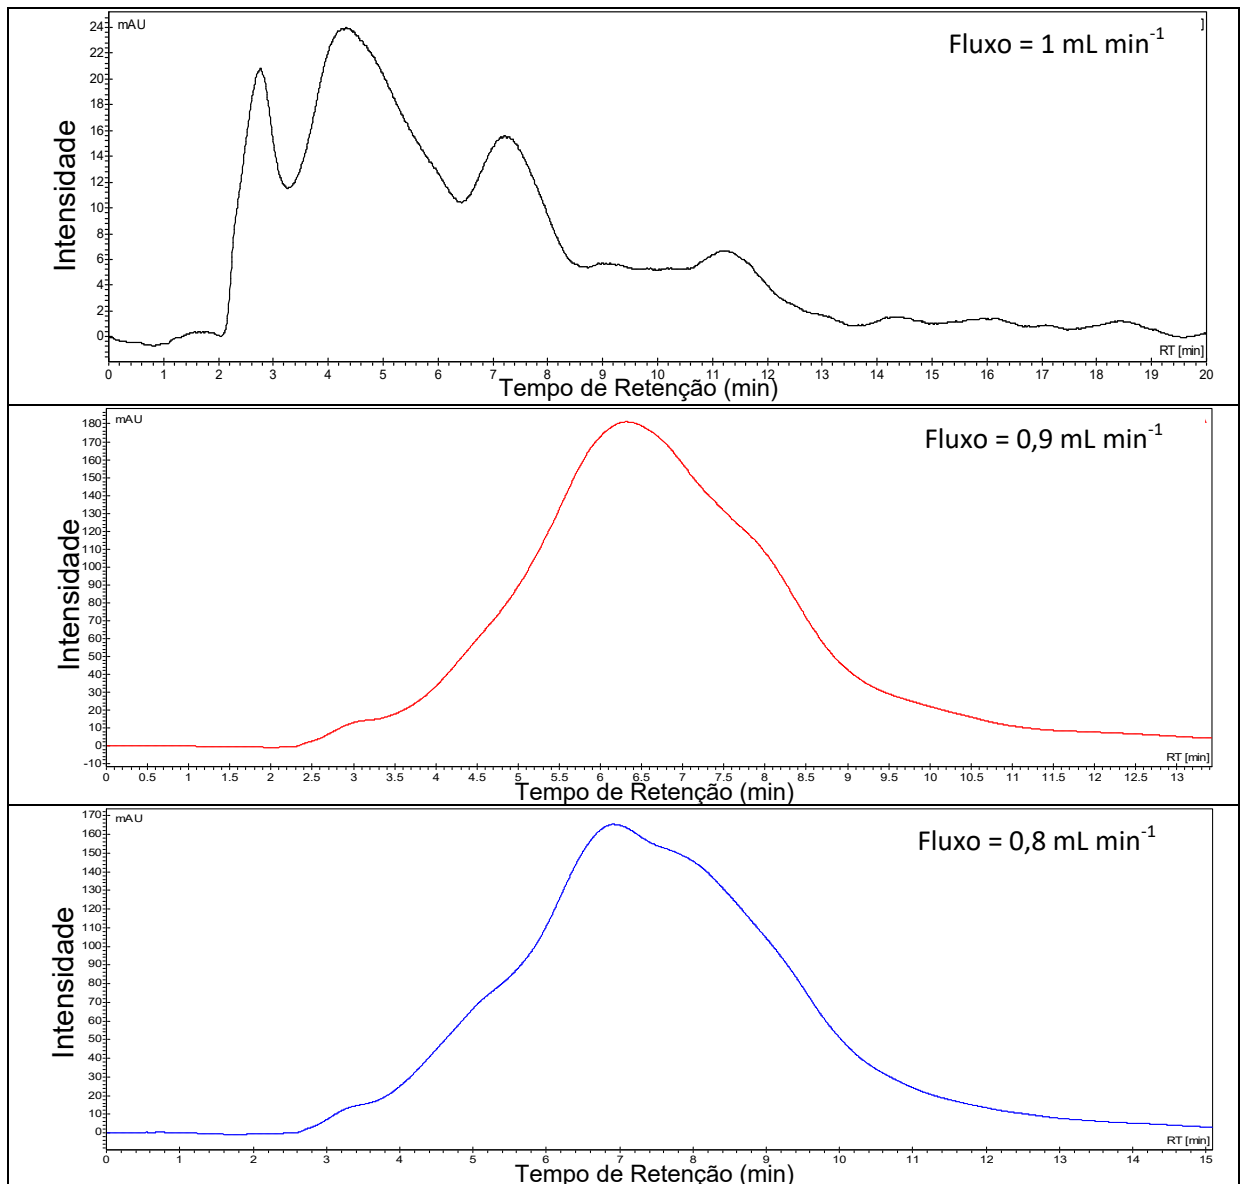 mAU
Fluxo = 1 mL min-1
Intensidade
24
22
20
18
16
14
12
10
8
6
4
2
0
RT [min]
0 1 2 3 4 5 6 7 8 9 10 11 12 13 14 15 16 17 18 19 20
Tempo de Retenção (min)
mAU
Fluxo = 0,9 mL min-1
Intensidade
180
170
160
150
140
130
120
110
100
90
80
70
60
50
40
30
20
10
0
-10
RT [min]
0 0.5 1 1.5 2 2.5 3 3.5 4 4.5 5 5.5 6 6.5 7 7.5 8 8.5 9 9.5 10 10.5 11 11.5 12 12.5 13
Tempo de Retenção (min)
mAU
Fluxo = 0,8 mL min-1
Intensidade
170
160
150
140
130
120
110
100
90
80
70
60
50
40
30
20
10
0
RT [min]
0 1 2 3 4 5 6 7 8 9 10 11 12 13 14 15
Tempo de Retenção (min)